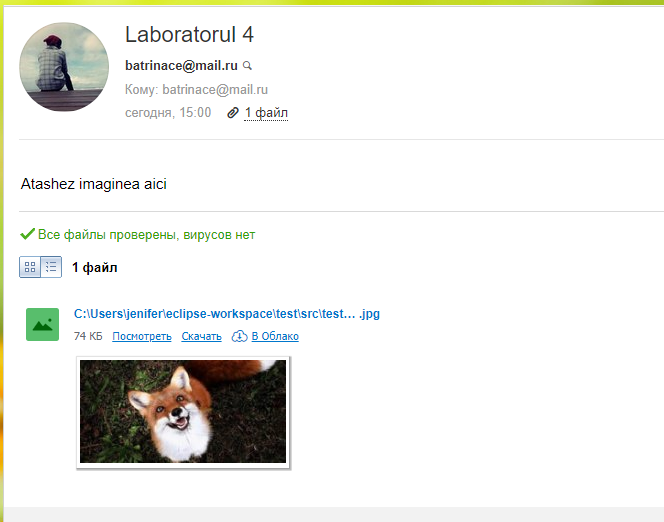 Laboratorul 4
batrinace@mail.ru
Кому: batrinace@mail.ru
сегодня, 15:00 1 файл
Atashez imaginea aici
Все файлы проверены, вирусов нет
1 файл
C:\Users\jenifer\eclipse-workspace\test\src\test… .jpg
74 КБ Посмотреть Скачать В Облако